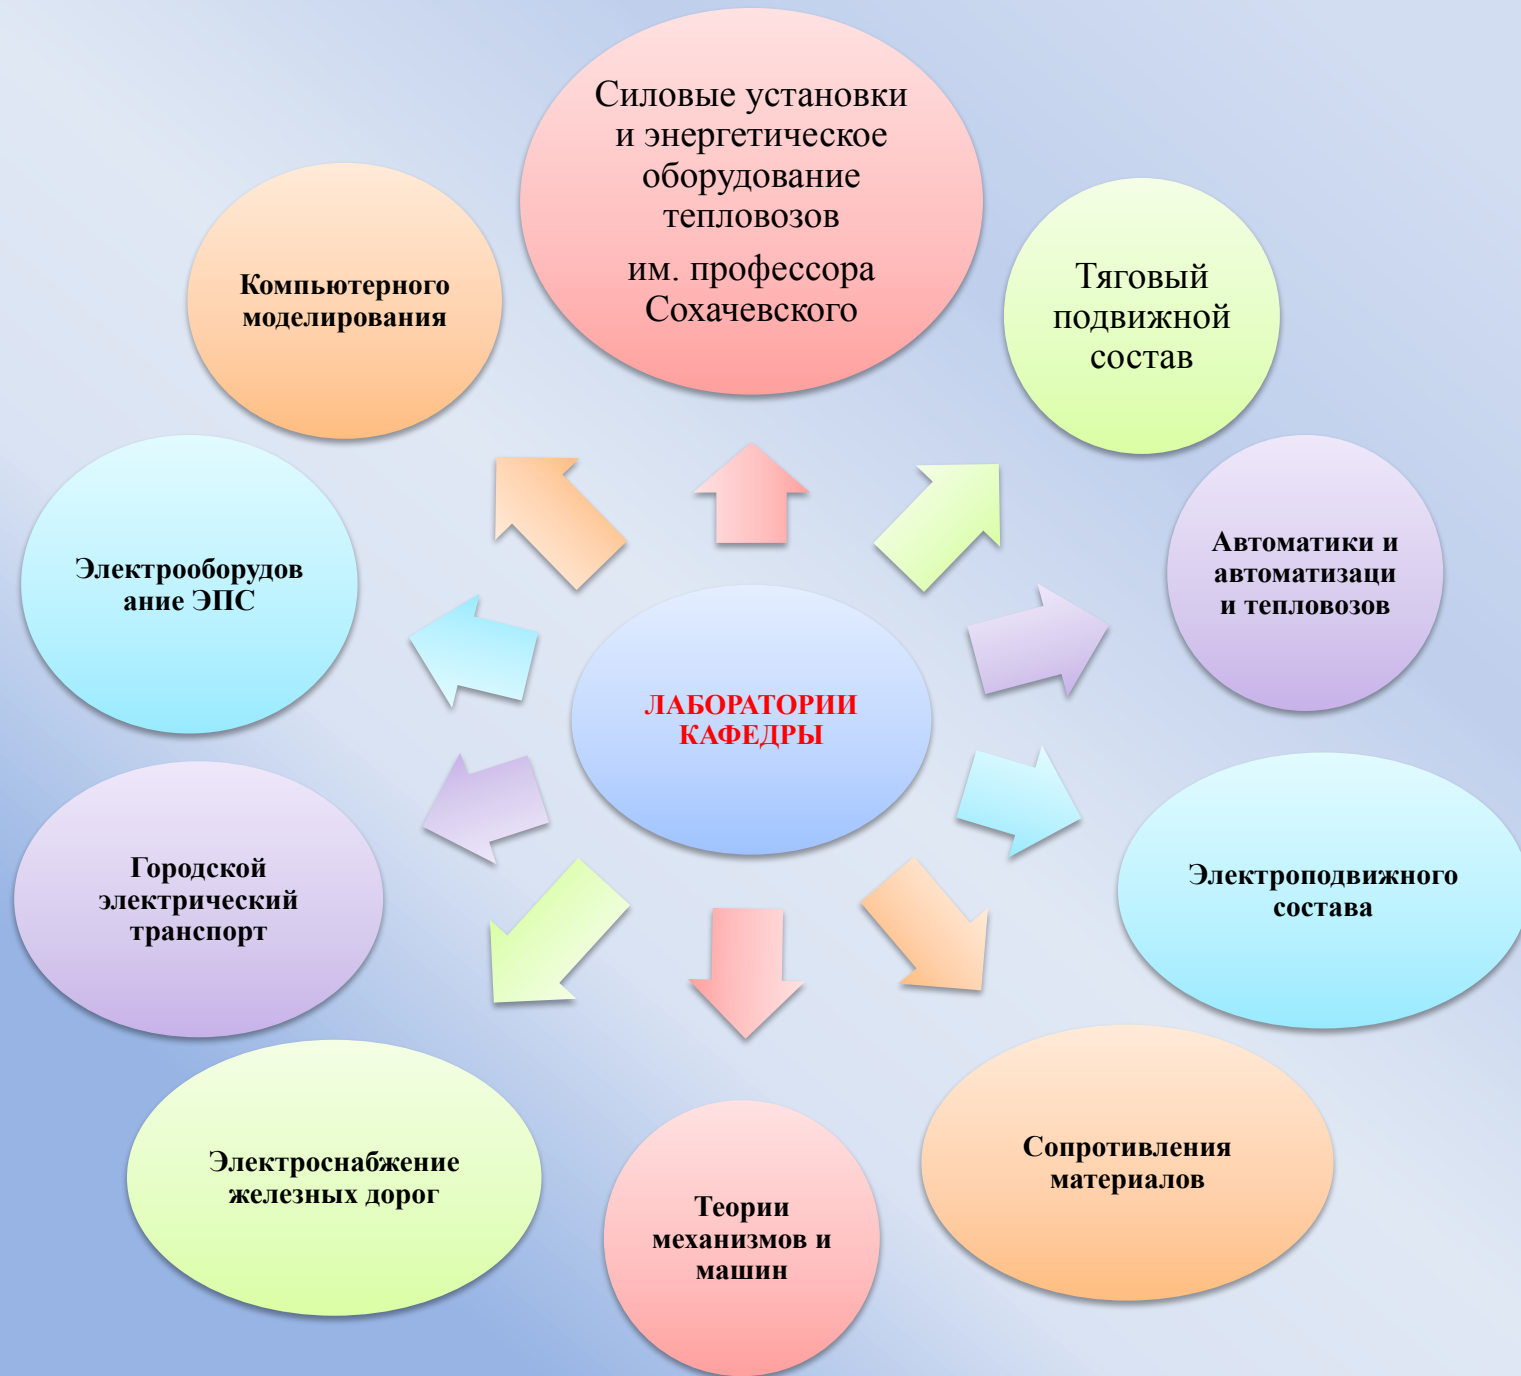 Силовые установки
и энергетическое
оборудование
тепловозов
им. профессора
Сохачевского
Тяговый
подвижной
состав
Автоматики и
автоматизаци
и тепловозов
Электроподвижного
состава
Сопротивления
материалов
Теории
механизмов и
машин
Электроснабжение
железных дорог
Городской
электрический
транспорт
Электрооборудов
ание ЭПС
Компьютерного
моделирования
ЛАБОРАТОРИИ
КАФЕДРЫ